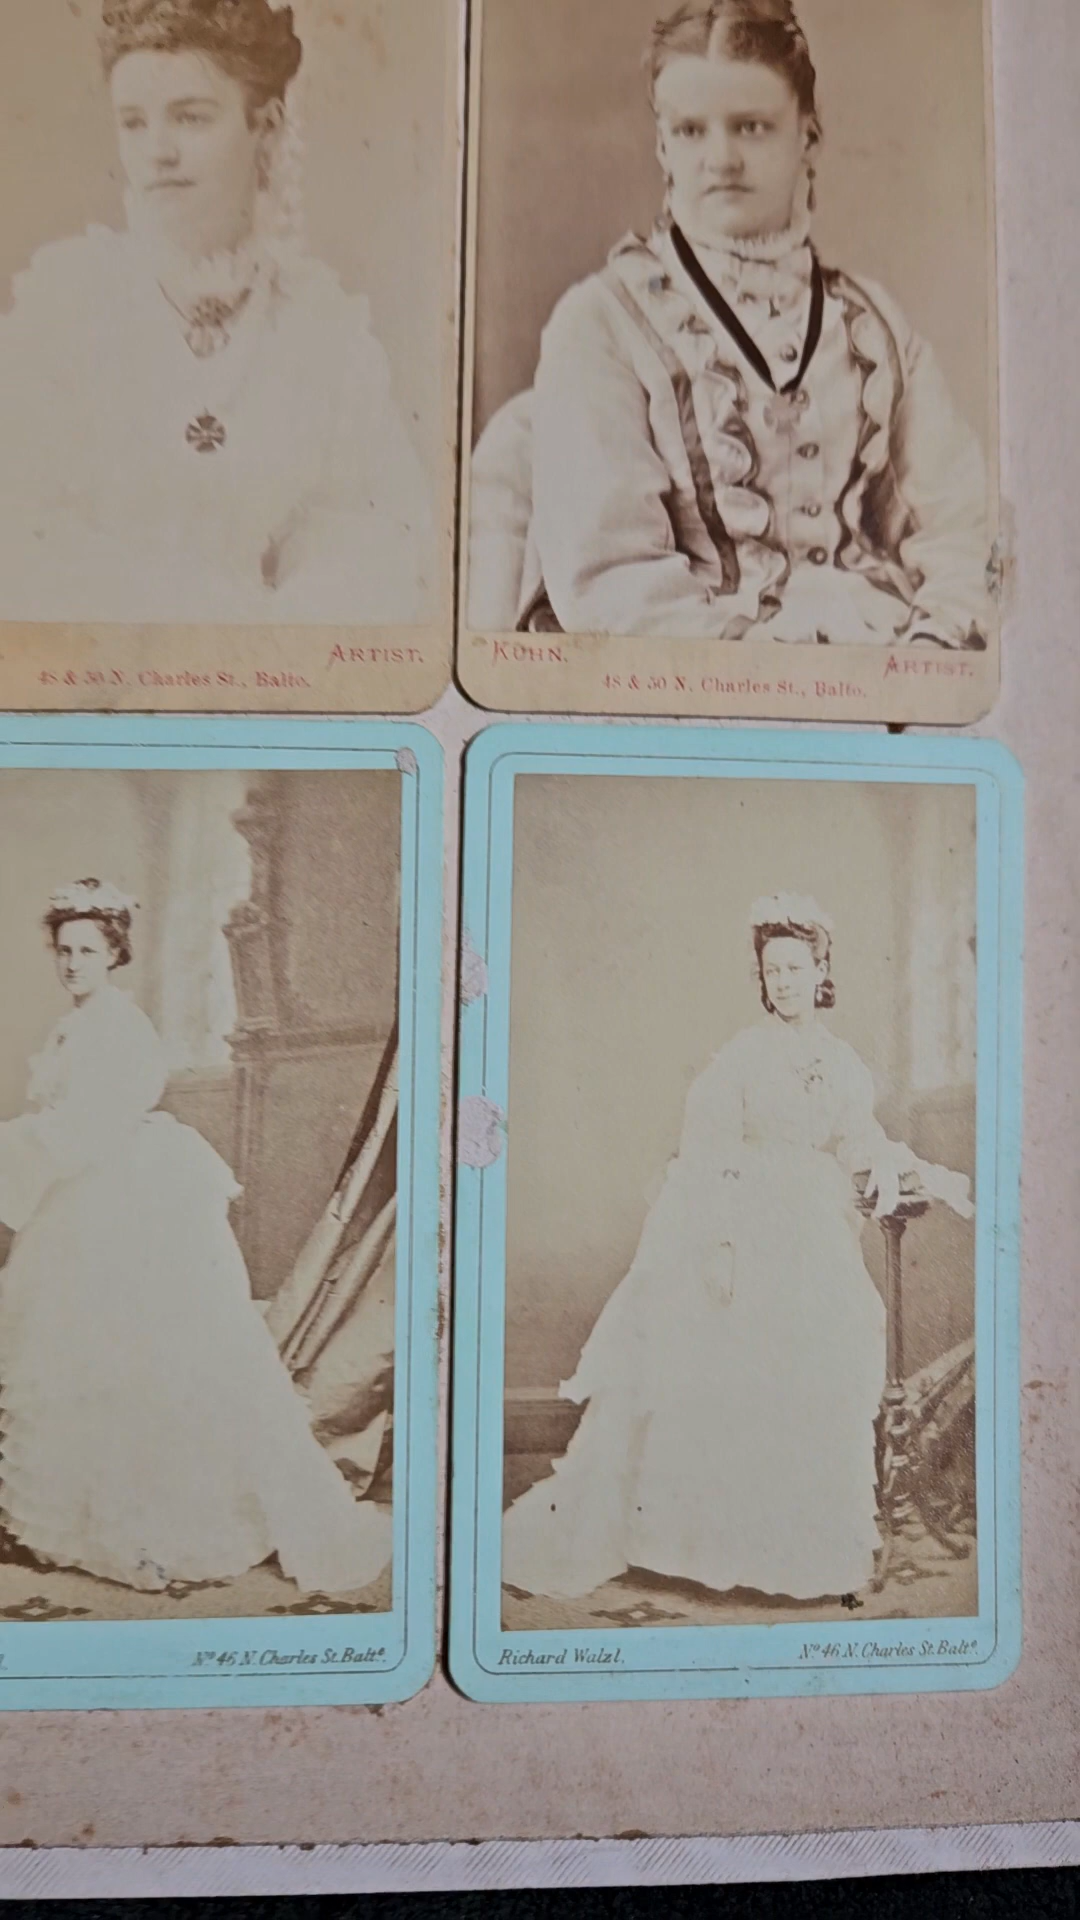 ARTIST.
48 & 50 N. Charles St., Balto.
KUHN.
ARTIST.
48 & 50 N. Charles St., Balto.
Nº 46 N. Charles St. Baltº.
Richard Walzl.
Nº 46 N. Charles St. Baltº.